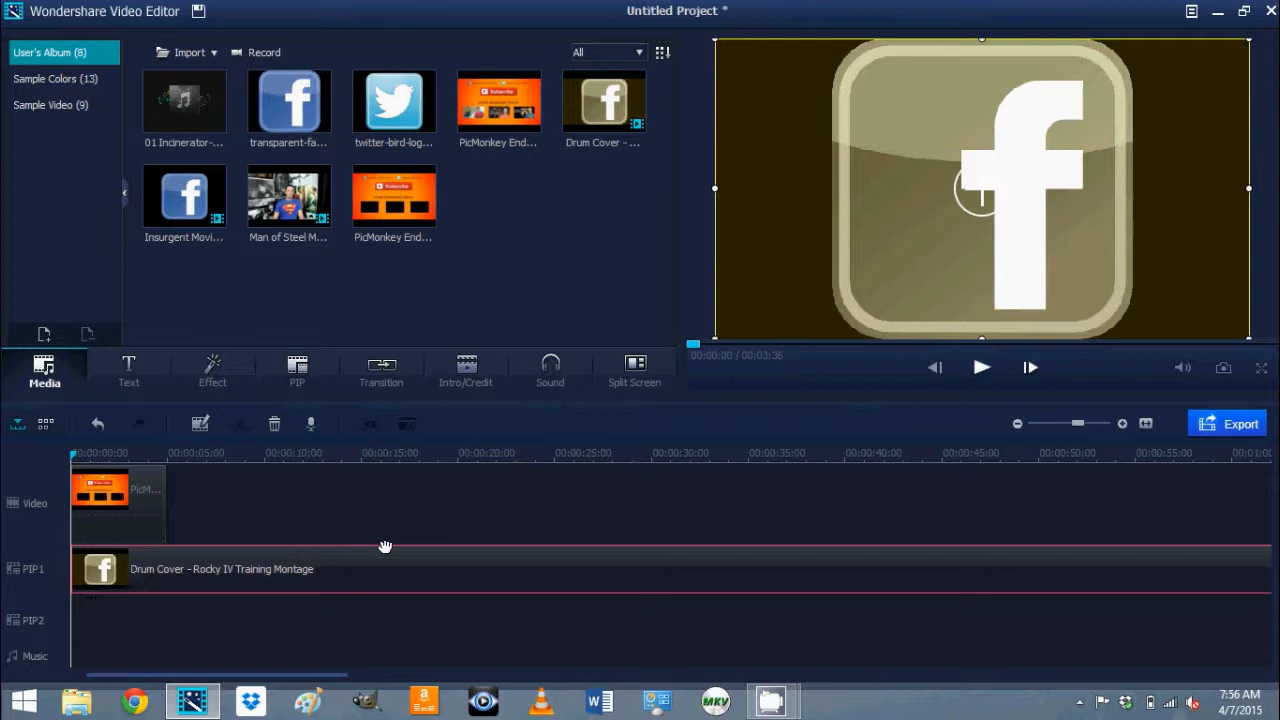 Wondershare Video Editor
Untitled Project *
User's Album (8)
Sample Colors (13)
Sample Video (9)
Import
Record
All
01 Incinerator-...
transparent-fa...
twitter-bird-log...
PicMonkey End...
Drum Cover - ...
Insurgent Movi...
Man of Steel M...
PicMonkey End...
Subscribe
Subscribe
00:00:00 / 00:03:36
Media
Text
Effect
PIP
Transition
Intro/Credit
Sound
Split Screen
Export
00:00:00:00
00:00:05:00
00:00:10:00
00:00:15:00
00:00:20:00
00:00:25:00
00:00:30:00
00:00:35:00
00:00:40:00
00:00:45:00
00:00:50:00
00:00:55:00
00:01:0
Video
PicM...
PIP1
Drum Cover - Rocky IV Training Montage
PIP2
Music
MKV
7:56 AM
4/7/2015